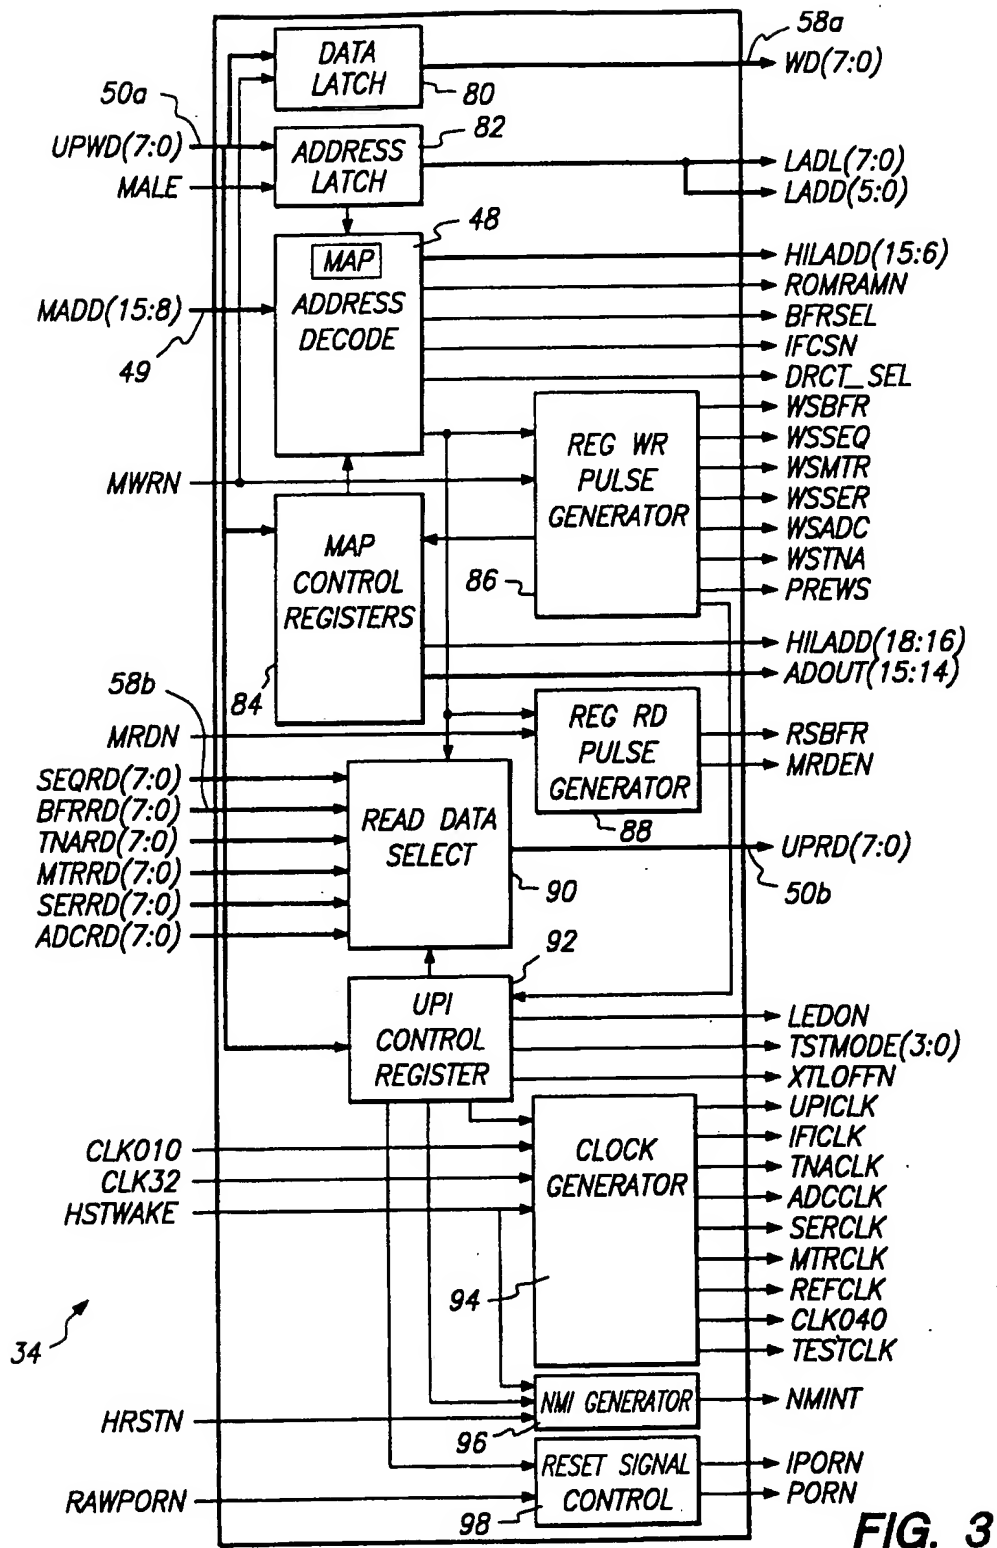 58a
DATA
LATCH
80
WD(7:0)
50a
UPWD(7:0)
ADDRESS
LATCH
82
MALE
LADL(7:0)
LADD(5:0)
48
MAP
ADDRESS
DECODE
MADD(15:8)
49
HILADD(15:6)
ROMRAMN
BFRSEL
IFCSN
DRCT_SEL
WSBFR
WSSEQ
WSMTR
WSSER
WSADC
WSTNA
PREWS
REG WR
PULSE
GENERATOR
86
MWRN
MAP
CONTROL
REGISTERS
84
HILADD(18:16)
ADOUT(15:14)
58b
MRDN
REG RD
PULSE
GENERATOR
88
RSBFR
MRDEN
SEQRD(7:0)
BFRRD(7:0)
TNARD(7:0)
MTRRD(7:0)
SERRD(7:0)
ADCRD(7:0)
READ DATA
SELECT
90
UPRD(7:0)
50b
92
UPI
CONTROL
REGISTER
LEDON
TSTMODE(3:0)
XTLOFFN
CLK010
CLK32
HSTWAKE
CLOCK
GENERATOR
94
UPICLK
IFICLK
TNACLK
ADCCLK
SERCLK
MTRCLK
REFCLK
CLK040
TESTCLK
34
HRSTN
NMI GENERATOR
96
NMINT
RAWPORN
RESET SIGNAL
CONTROL
98
IPORN
PORN
FIG. 3